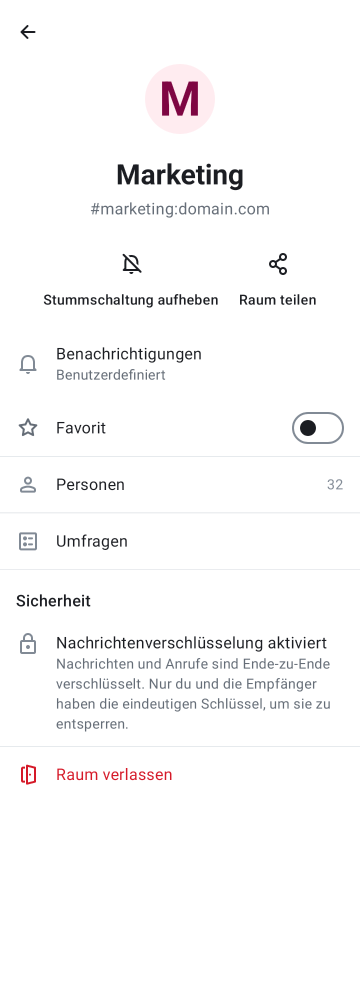 M
Marketing
#marketing:domain.com
Stummschaltung aufheben
Raum teilen
Benachrichtigungen
Benutzerdefiniert
Favorit
Personen
32
Umfragen
Sicherheit
Nachrichtenverschlüsselung aktiviert
Nachrichten und Anrufe sind Ende-zu-Ende
verschlüsselt. Nur du und die Empfänger
haben die eindeutigen Schlüssel, um sie zu
entsperren.
Raum verlassen